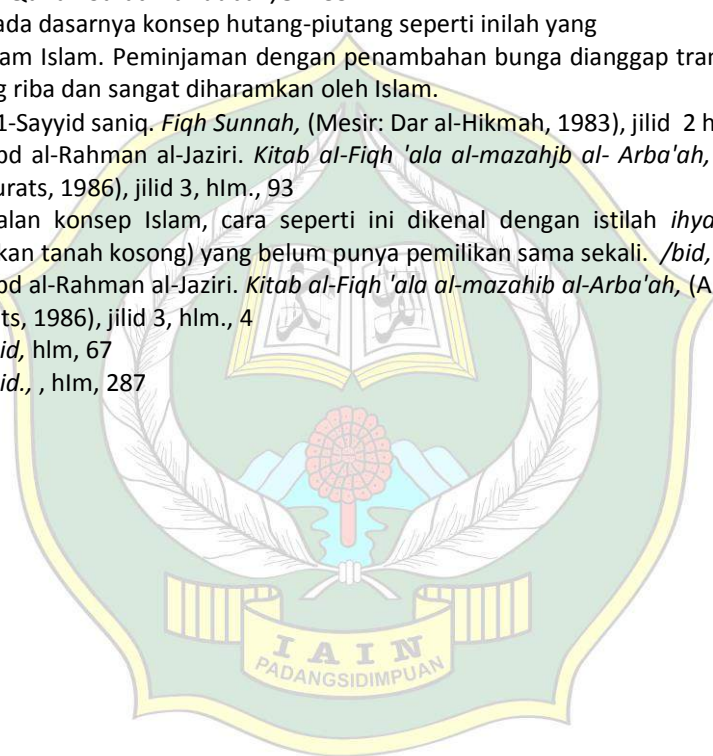 ada dasarnya konsep hutang-piutang seperti inilah yang
am Islam. Peminjaman dengan penambahan bunga dianggap tran
g riba dan sangat diharamkan oleh Islam.
1-Sayyid saniq. Fiqh Sunnah, (Mesir: Dar al-Hikmah, 1983), jilid 2 h
bd al-Rahman al-Jaziri. Kitab al-Fiqh 'ala al-mazahjb al- Arba'ah,
urats, 1986), jilid 3, hlm., 93
alan konsep Islam, cara seperti ini dikenal dengan istilah ihya
kan tanah kosong) yang belum punya pemilikan sama sekali. /bid,
bd al-Rahman al-Jaziri. Kitab al-Fiqh 'ala al-mazahib al-Arba'ah, (A
ts, 1986), jilid 3, hlm., 4
id, hlm, 67
id., , hlm, 287
IAIN
PADANGSIDIMPUAN